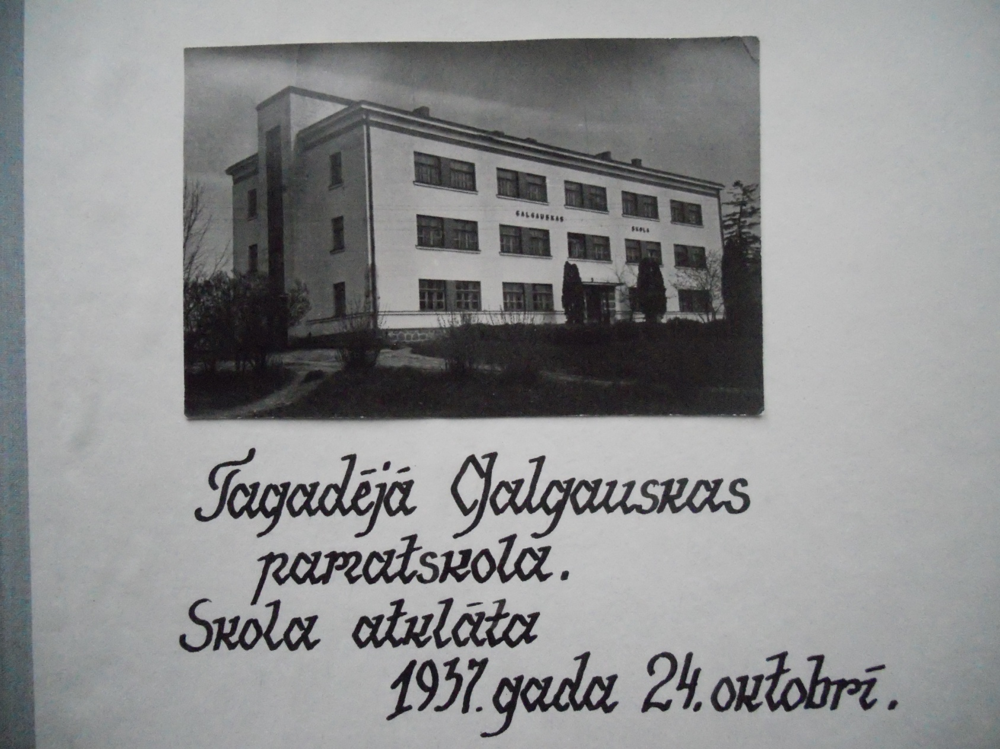 GALGAUSKAS SKOLA
Tagadējā Galgauskas
pamatskola.
Skola atklāta
1937. gada 24. oktobrī.